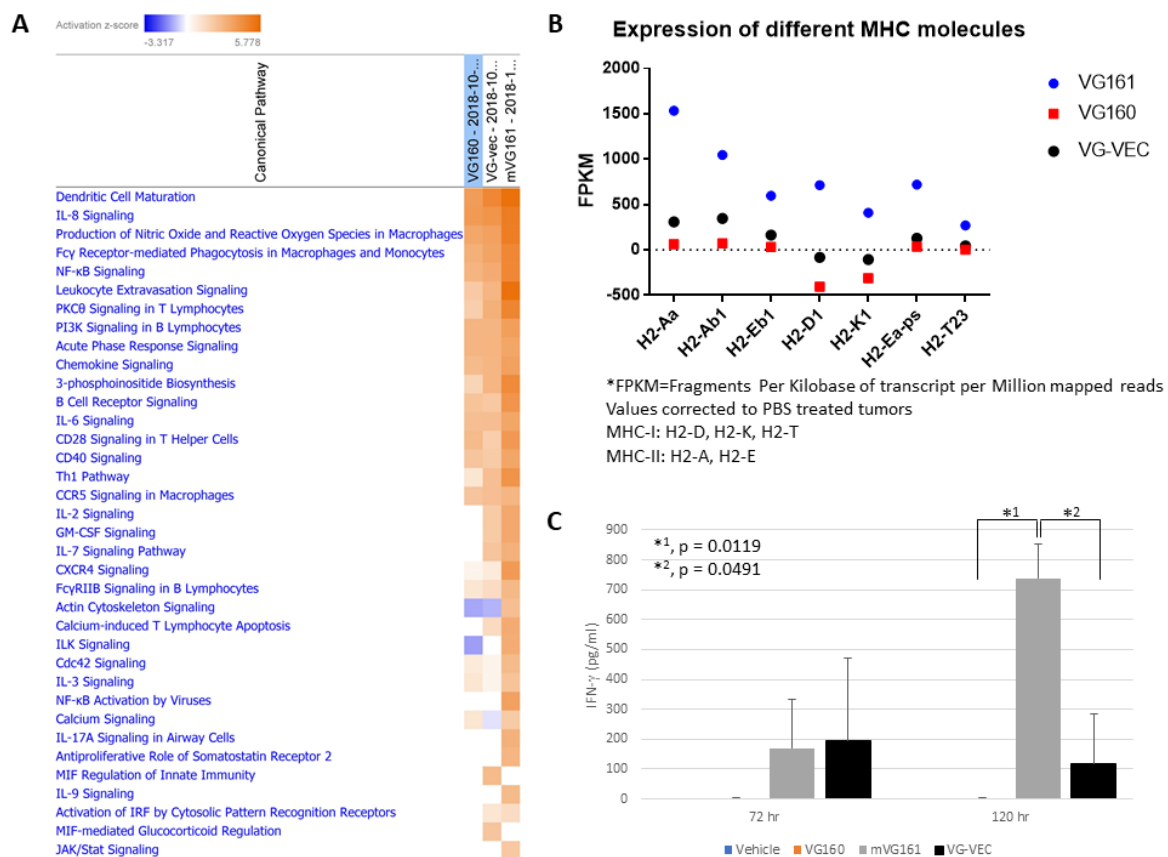 A
Activation z-score
-3.317 5.778
Canonical Pathway
VG160 - 2018-10-...
VG-vec - 2018-10...
mVG161 - 2018-1...
Dendritic Cell Maturation
IL-8 Signaling
Production of Nitric Oxide and Reactive Oxygen Species in Macrophages
Fcγ Receptor-mediated Phagocytosis in Macrophages and Monocytes
NF-κB Signaling
Leukocyte Extravasation Signaling
PKCθ Signaling in T Lymphocytes
PI3K Signaling in B Lymphocytes
Acute Phase Response Signaling
Chemokine Signaling
3-phosphoinositide Biosynthesis
B Cell Receptor Signaling
IL-6 Signaling
CD28 Signaling in T Helper Cells
CD40 Signaling
Th1 Pathway
CCR5 Signaling in Macrophages
IL-2 Signaling
GM-CSF Signaling
IL-7 Signaling Pathway
CXCR4 Signaling
FcγRIIB Signaling in B Lymphocytes
Actin Cytoskeleton Signaling
Calcium-induced T Lymphocyte Apoptosis
ILK Signaling
Cdc42 Signaling
IL-3 Signaling
NF-κB Activation by Viruses
Calcium Signaling
IL-17A Signaling in Airway Cells
Antiproliferative Role of Somatostatin Receptor 2
MIF Regulation of Innate Immunity
IL-9 Signaling
Activation of IRF by Cytosolic Pattern Recognition Receptors
MIF-mediated Glucocorticoid Regulation
JAK/Stat Signaling
B
Expression of different MHC molecules
FPKM
2000
1500
1000
500
0
-500
H2-Aa
H2-Ab1
H2-Eb1
H2-D1
H2-K1
H2-Ea-ps
H2-T23
VG161
VG160
VG-VEC
*FPKM=Fragments Per Kilobase of transcript per Million mapped reads
Values corrected to PBS treated tumors
MHC-I: H2-D, H2-K, H2-T
MHC-II: H2-A, H2-E
C
IFN-γ (pg/ml)
900
800
700
600
500
400
300
200
100
0
*1, p = 0.0119
*2, p = 0.0491
*1 *2
72 hr 120 hr
Vehicle VG160 mVG161 VG-VEC